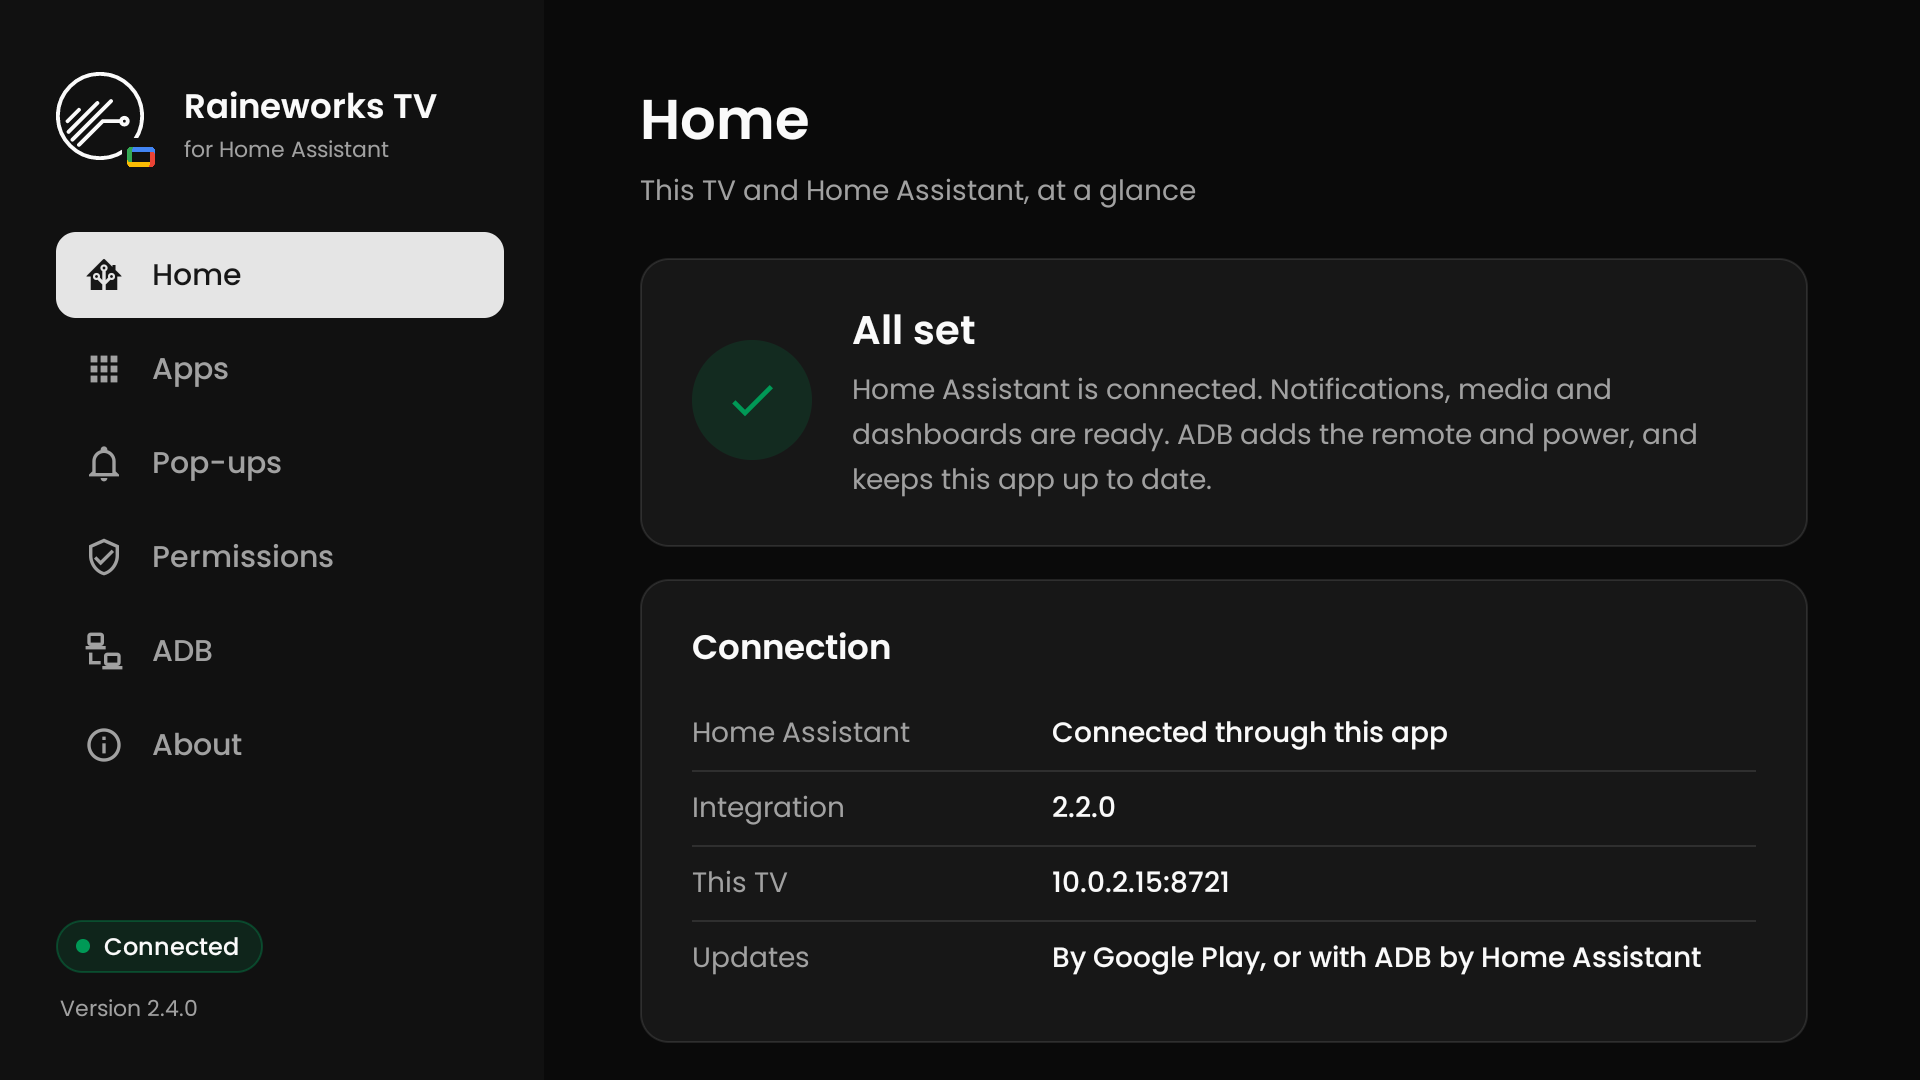 Raineworks TV
for Home Assistant
Home
Apps
Pop-ups
Permissions
ADB
About
Connected
Version 2.4.0
Home
This TV and Home Assistant, at a glance
All set
Home Assistant is connected. Notifications, media and
dashboards are ready. ADB adds the remote and power, and
keeps this app up to date.
Connection
Home Assistant Connected through this app
Integration 2.2.0
This TV 10.0.2.15:8721
Updates By Google Play, or with ADB by Home Assistant